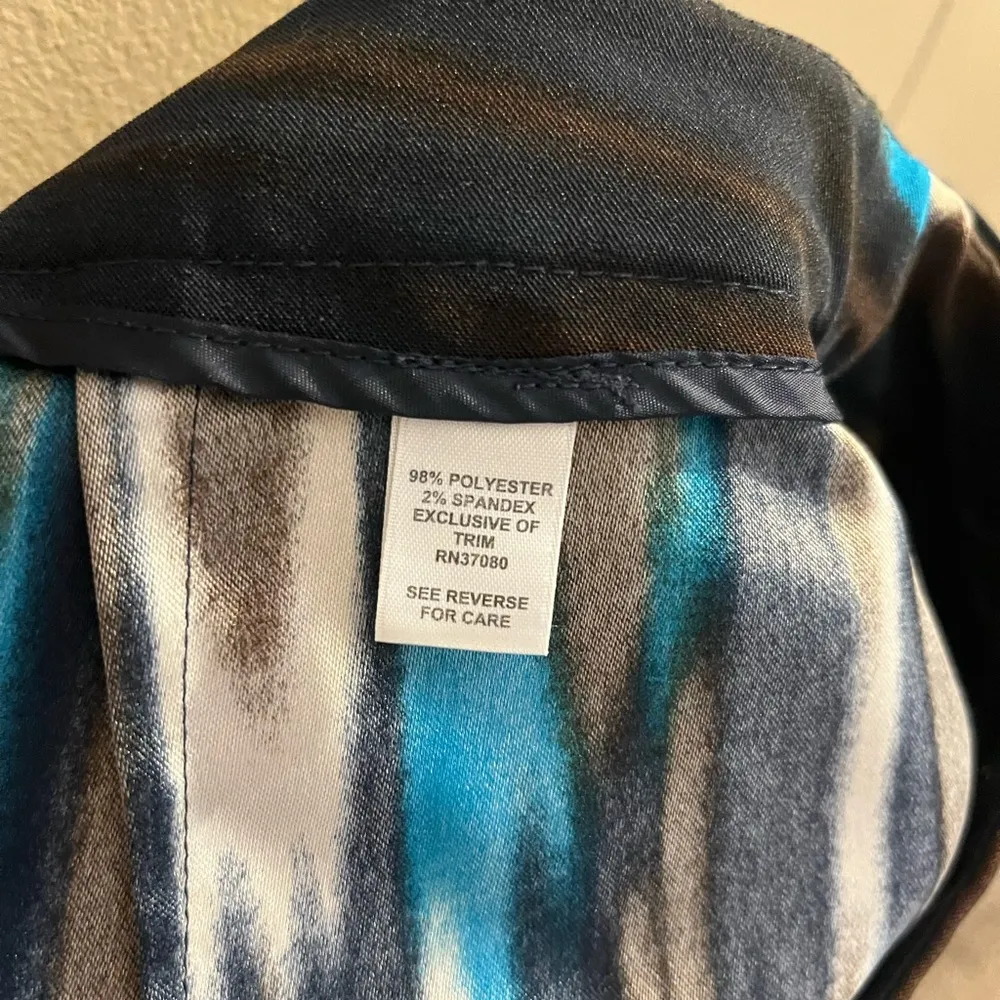 98% POLYESTER
2% SPANDEX
EXCLUSIVE OF
TRIM
RN37080
SEE REVERSE
FOR CARE